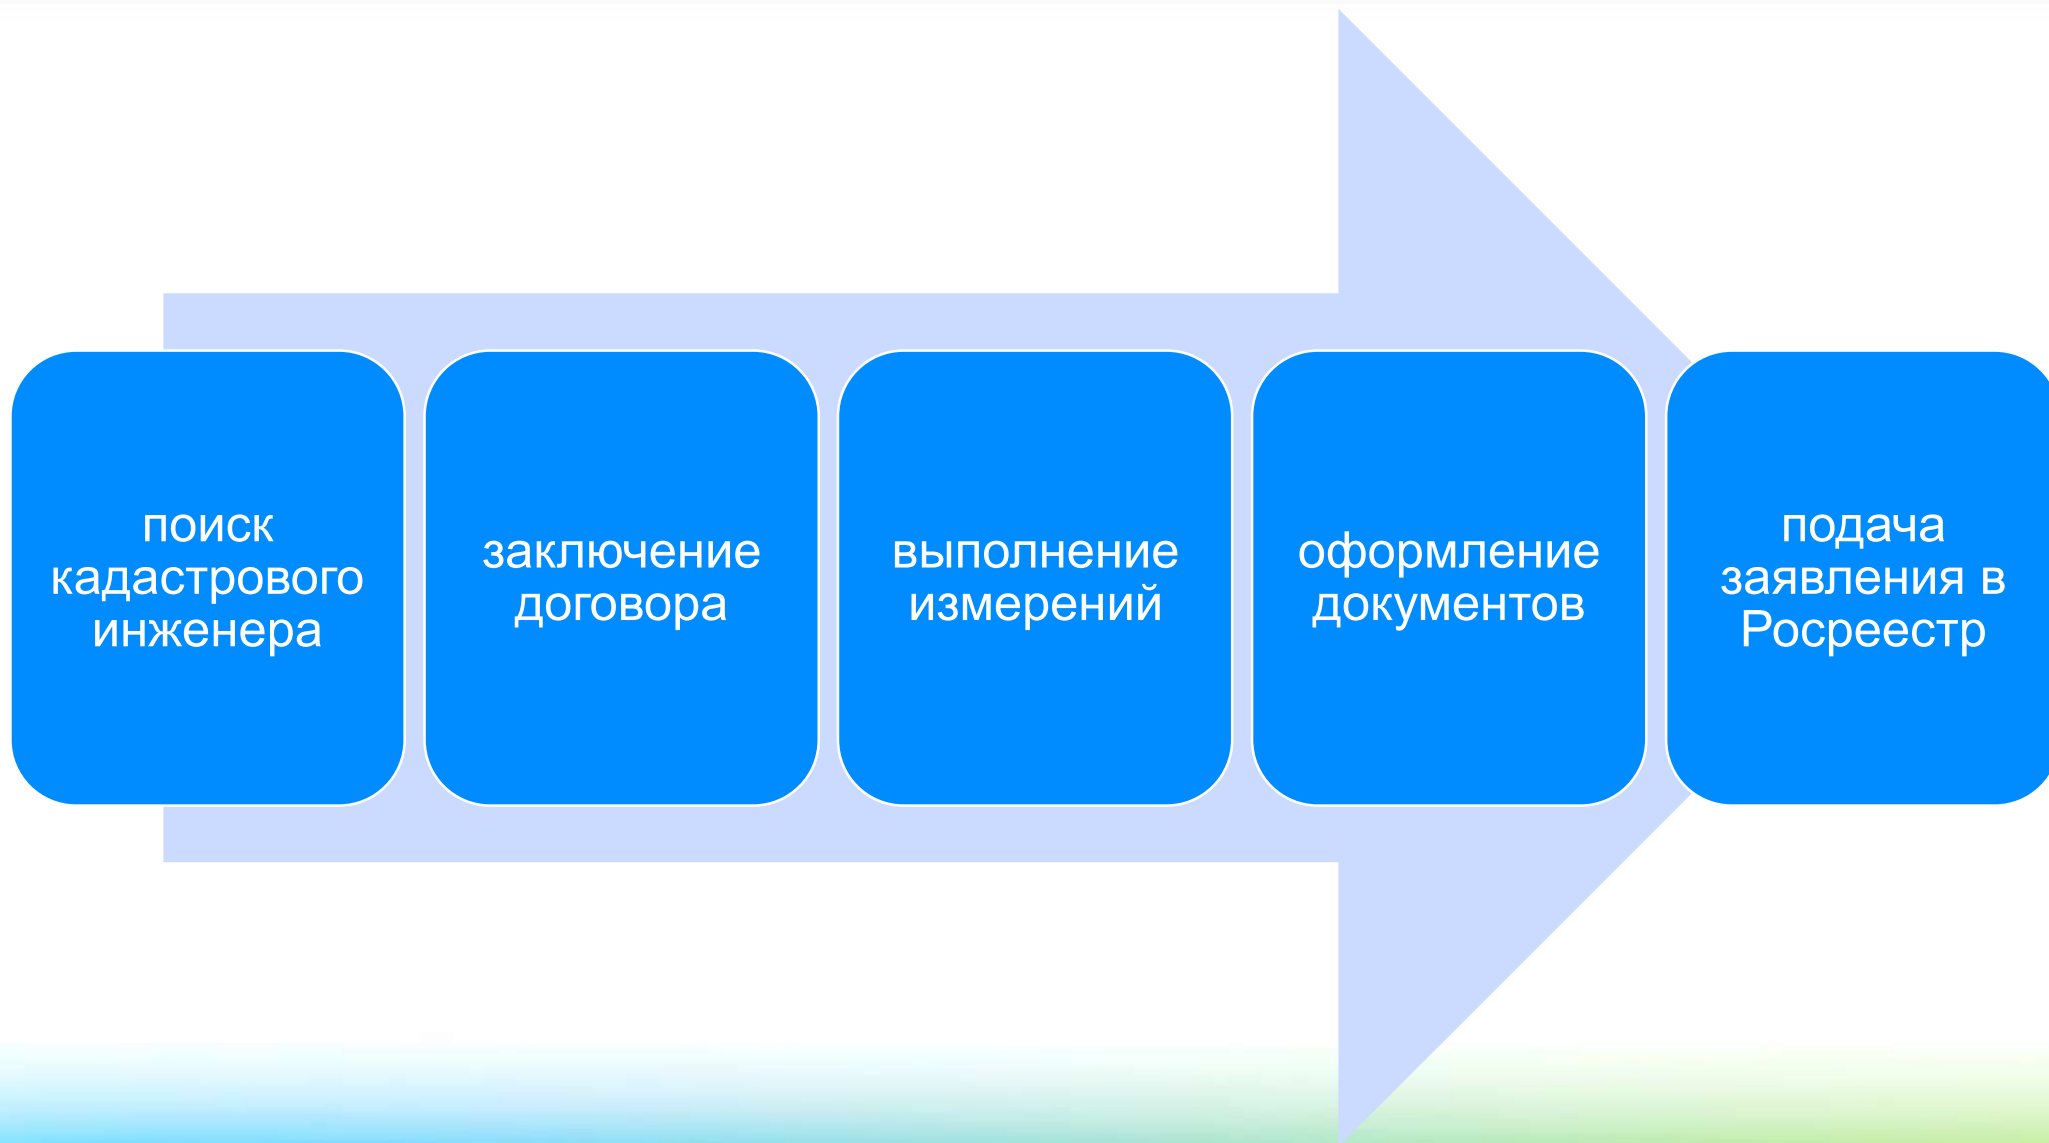 поиск
кадастрового
инженера
заключение
договора
выполнение
измерений
оформление
документов
подача
заявления в
Росреестр